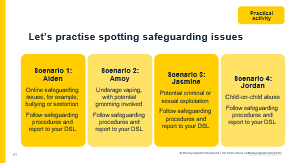 Practical
activity
Let's practise spotting safeguarding issues
Scenario 1:
Aiden
Online safeguarding
issues, for example,
bullying or sextortion
Follow safeguarding
procedures and
report to your DSL
Scenario 2:
Amoy
Underage vaping,
with potential
grooming involved
Follow safeguarding
procedures and
report to your DSL
Scenario 3:
Jasmine
Potential criminal or
sexual exploitation
Follow safeguarding
procedures and
report to your DSL
Scenario 4:
Jordan
Child-on-child abuse
Follow safeguarding
procedures and
report to your DSL